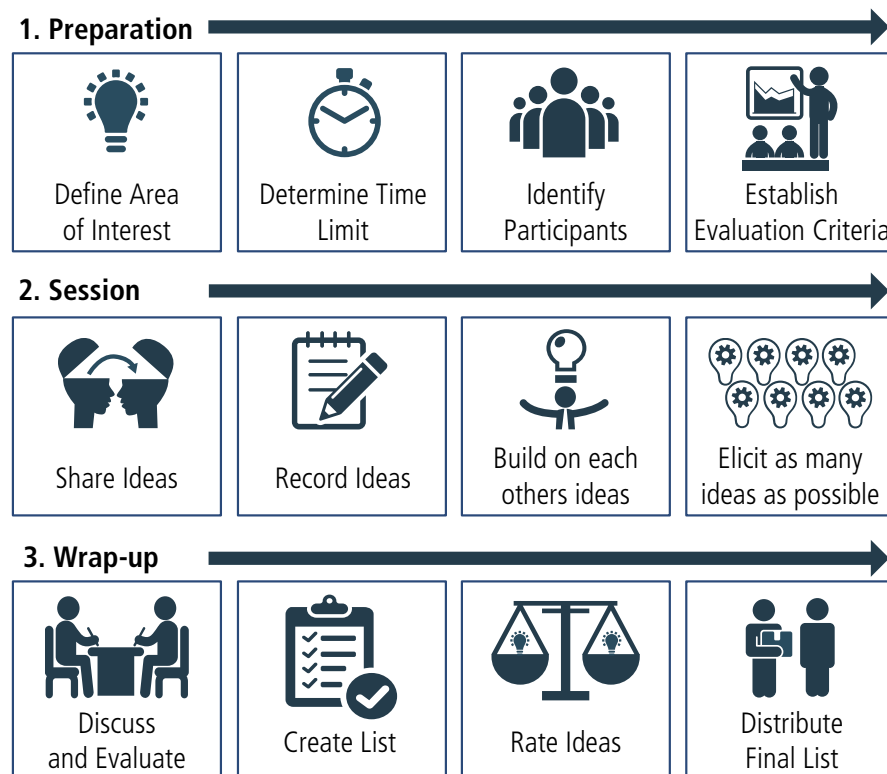 1. Preparation
Define Area
of Interest
Determine Time
Limit
Identify
Participants
Establish
Evaluation Criteria
2. Session
Share Ideas
Record Ideas
Build on each
others ideas
Elicit as many
ideas as possible
3. Wrap-up
Discuss
and Evaluate
Create List
Rate Ideas
Distribute
Final List